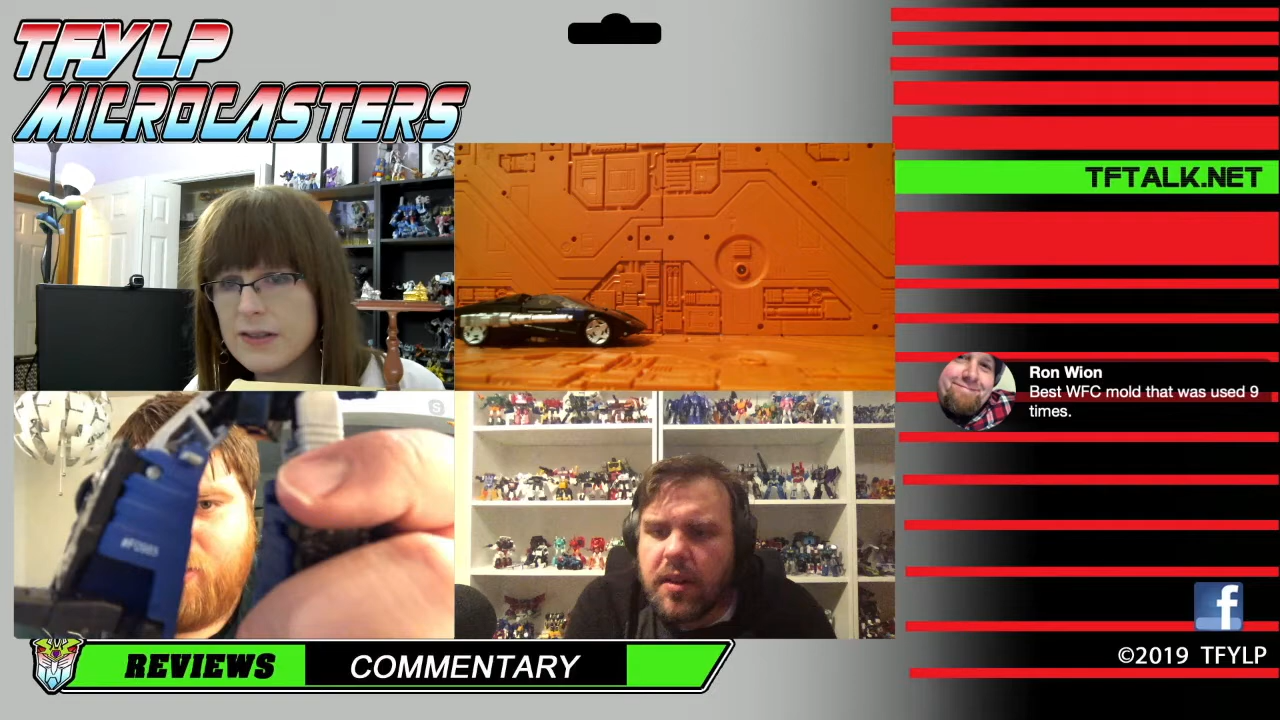 TFYLP
MICROCASTERS
TFTALK.NET
Ron Wion
Best WFC mold that was used 9
times.
REVIEWS
COMMENTARY
©2019 TFYLP